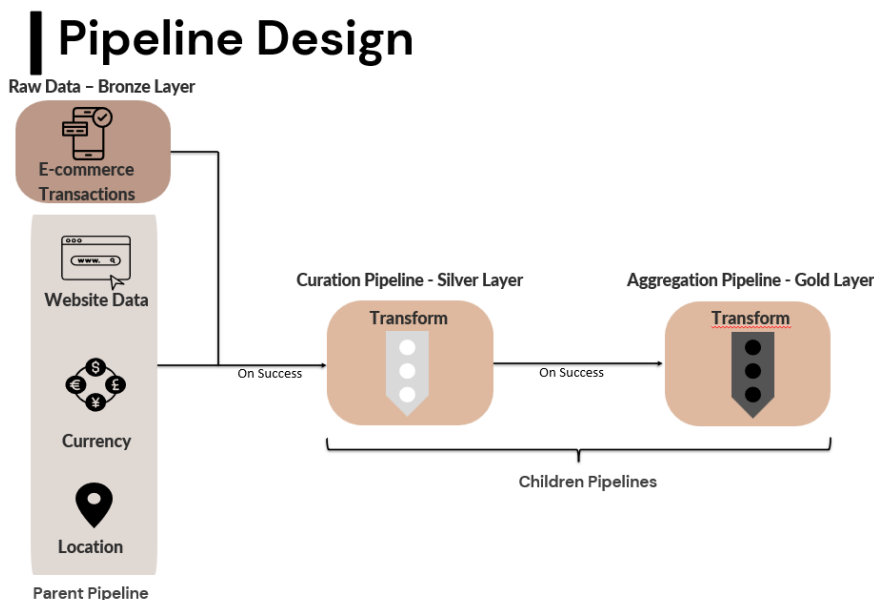 Pipeline Design
Raw Data – Bronze Layer
E-commerce
Transactions
www.
Website Data
$
€
£
¥
Currency
Location
Parent Pipeline
On Success
Curation Pipeline - Silver Layer
Transform
On Success
Aggregation Pipeline - Gold Layer
Transform
Children Pipelines